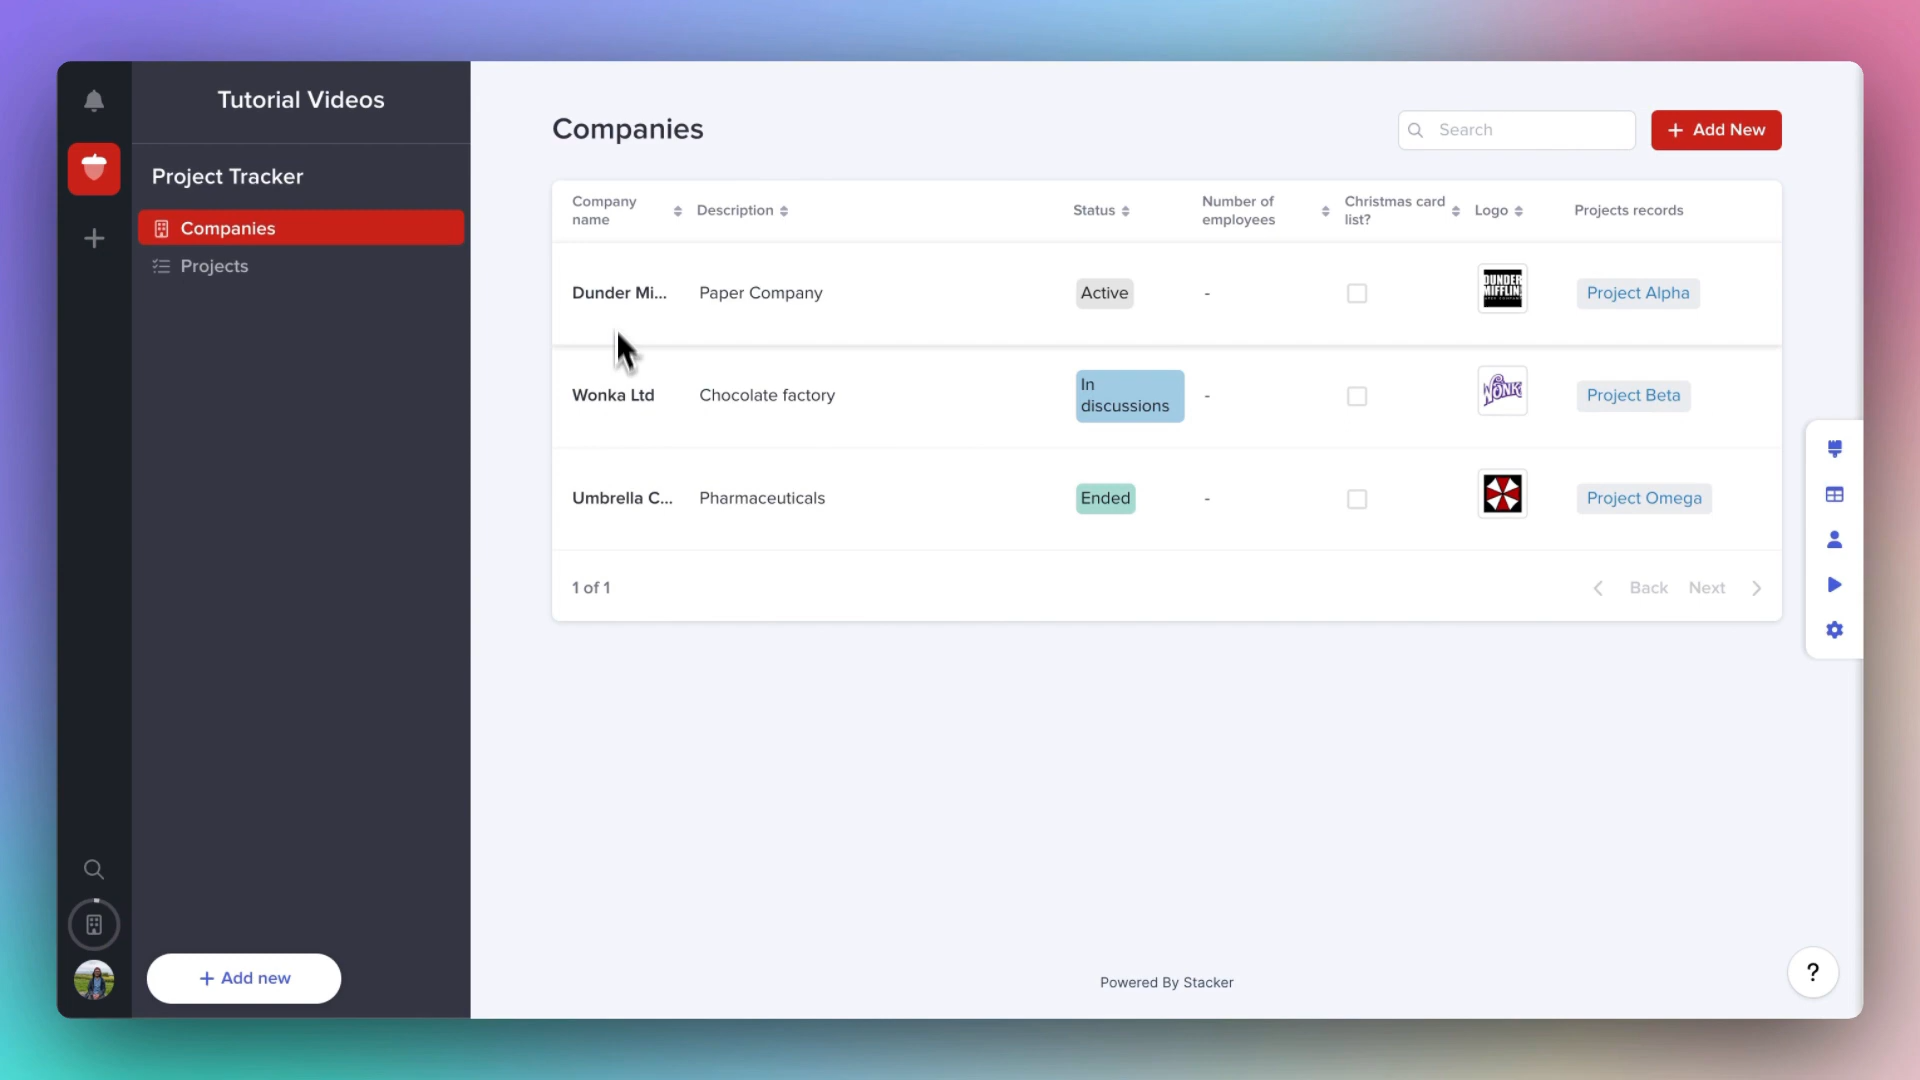 Tutorial Videos
Project Tracker
Companies
Projects
+ Add new
Companies
Search
+ Add New
Company
name
Description
Status
Number of
employees
Christmas card
list?
Logo
Projects records
Dunder Mi...
Paper Company
Active
-
DUNDER
MIFFLIN
Project Alpha
Wonka Ltd
Chocolate factory
In
discussions
-
WONKA
Project Beta
Umbrella C...
Pharmaceuticals
Ended
-
Project Omega
1 of 1
Back
Next
Powered By Stacker
?